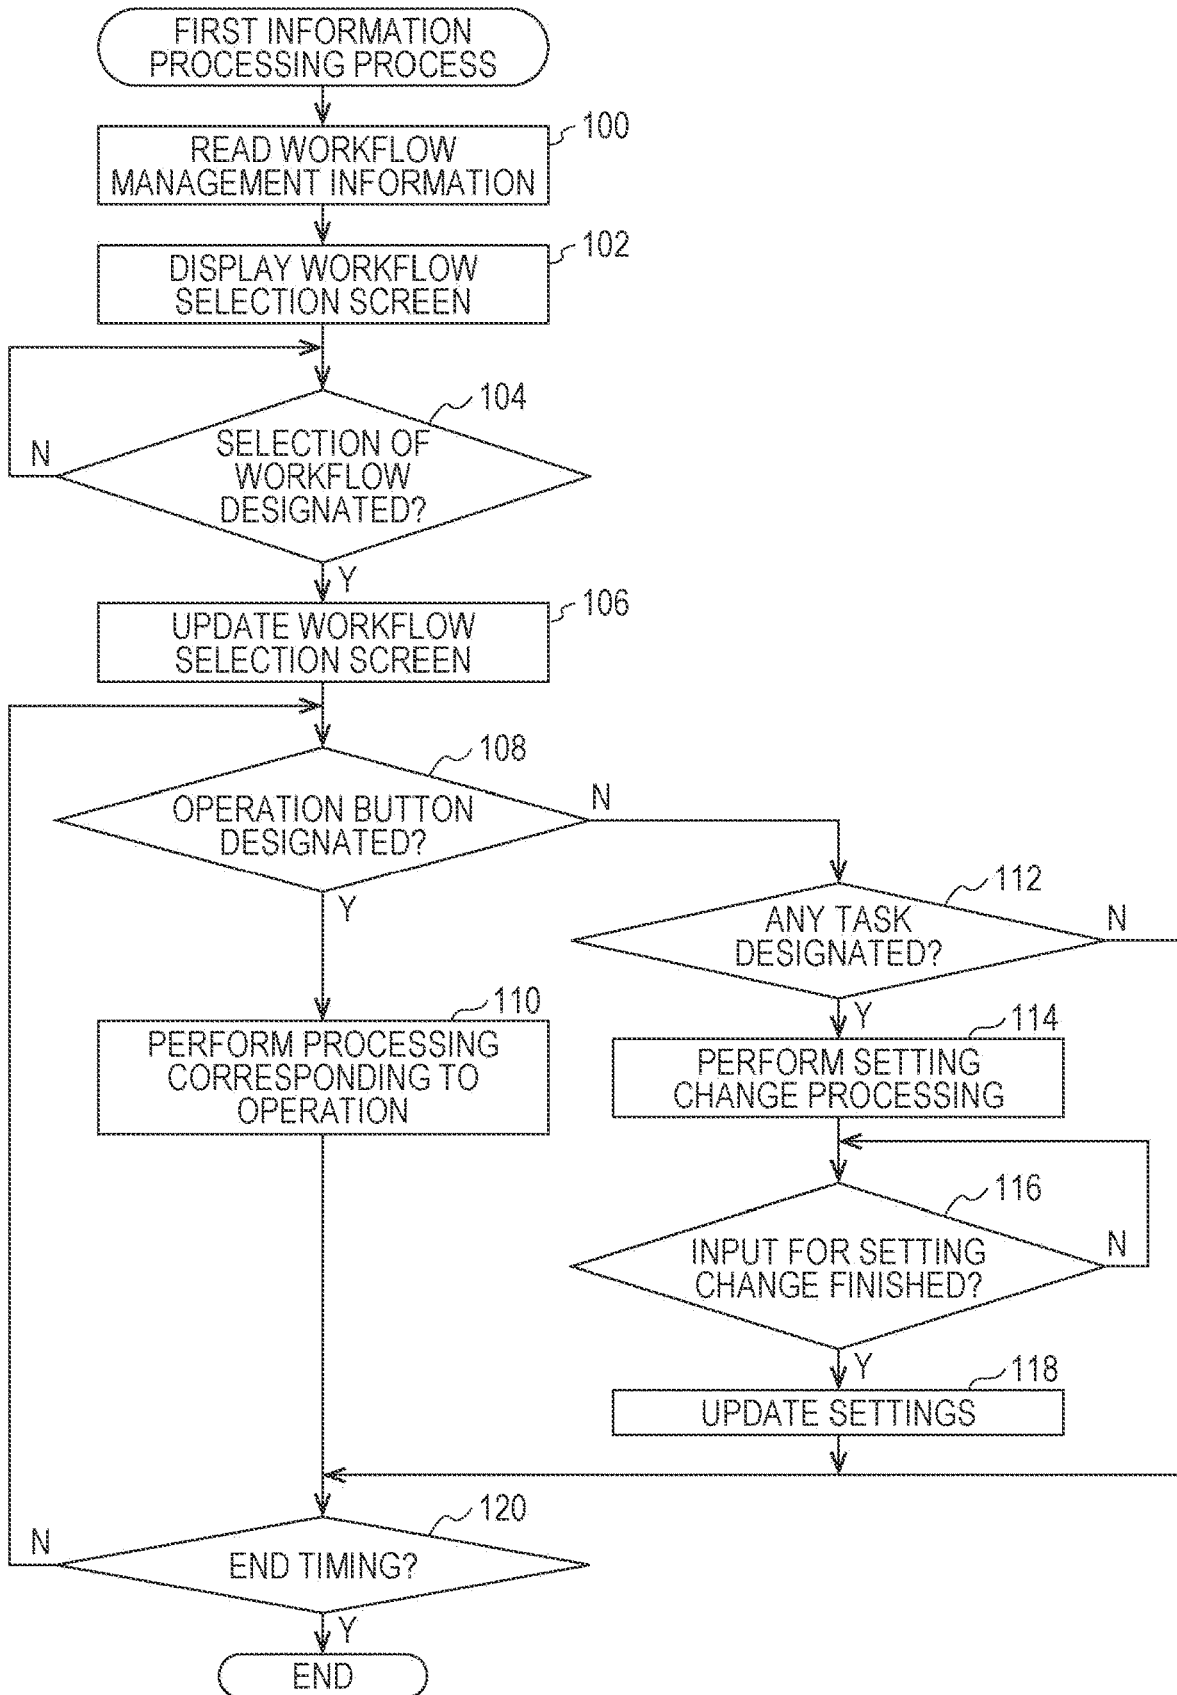 FIRST INFORMATION
PROCESSING PROCESS
100
READ WORKFLOW
MANAGEMENT INFORMATION
102
DISPLAY WORKFLOW
SELECTION SCREEN
104
N
SELECTION OF
WORKFLOW
DESIGNATED?
Y
106
UPDATE WORKFLOW
SELECTION SCREEN
108
N
OPERATION BUTTON
DESIGNATED?
Y
112
N
ANY TASK
DESIGNATED?
Y
110
PERFORM PROCESSING
CORRESPONDING TO
OPERATION
114
PERFORM SETTING
CHANGE PROCESSING
116
N
INPUT FOR SETTING
CHANGE FINISHED?
Y
118
UPDATE SETTINGS
120
N
END TIMING?
Y
END